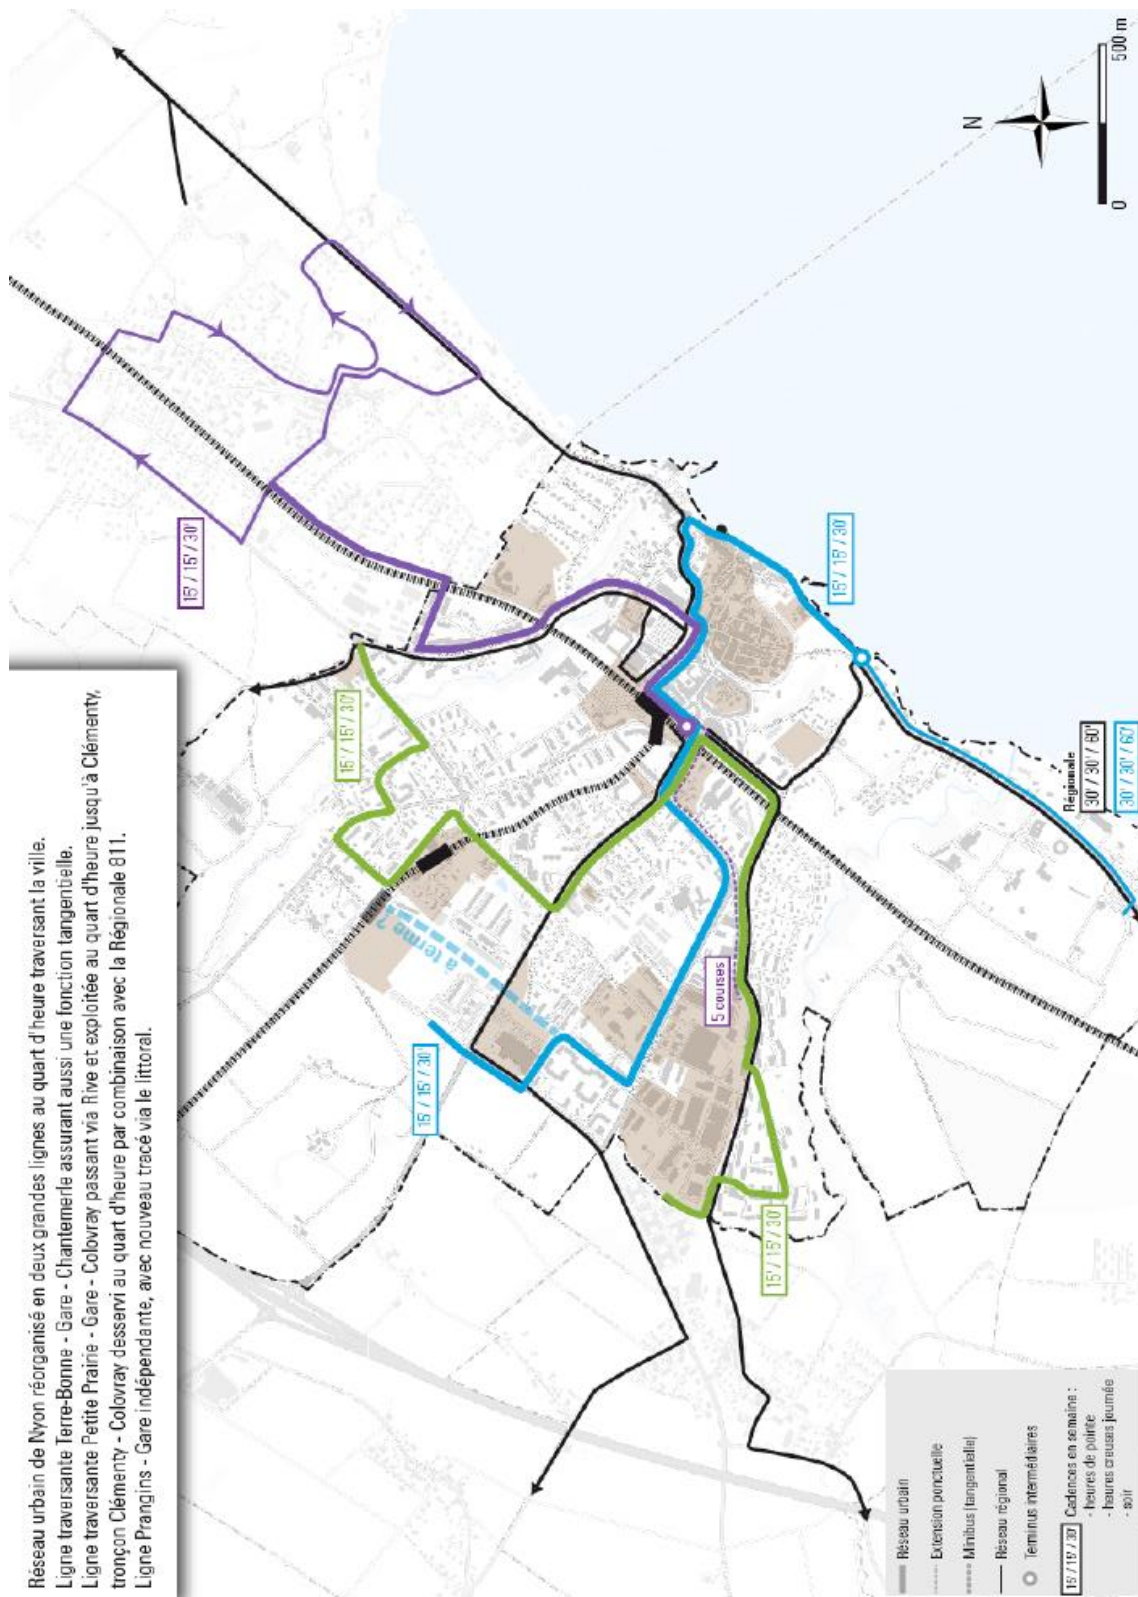 Réseau urbain de Nyon réorganisé en deux grandes lignes au quart d'heure traversant la ville.
Ligne traversante Terre-Bonne - Gare - Chantemerle assurant aussi une fonction tangentielle.
Ligne traversante Petite Prairie - Gare - Colovray passant via Rive et exploitée au quart d'heure jusqu'à Clémenty,
tronçon Clémenty - Colovray desservi au quart d'heure par combinaison avec la Régionale 811.
Ligne Prangins - Gare indépendante, avec nouveau tracé via le littoral.
15' / 15' / 30'
15' / 15' / 30'
15' / 15' / 30'
à terme ?
5 courses
15' / 15' / 30'
15' / 15' / 30'
Régionale
30' / 30' / 60'
30' / 30' / 60'
N
0
500 m
Réseau urbain
Extension ponctuelle
Minibus (tangentielle)
Réseau régional
Terminus intermédiaires
15' / 15' / 30' Cadences en semaine :
- heures de pointe
- heures creuses journée
- soir